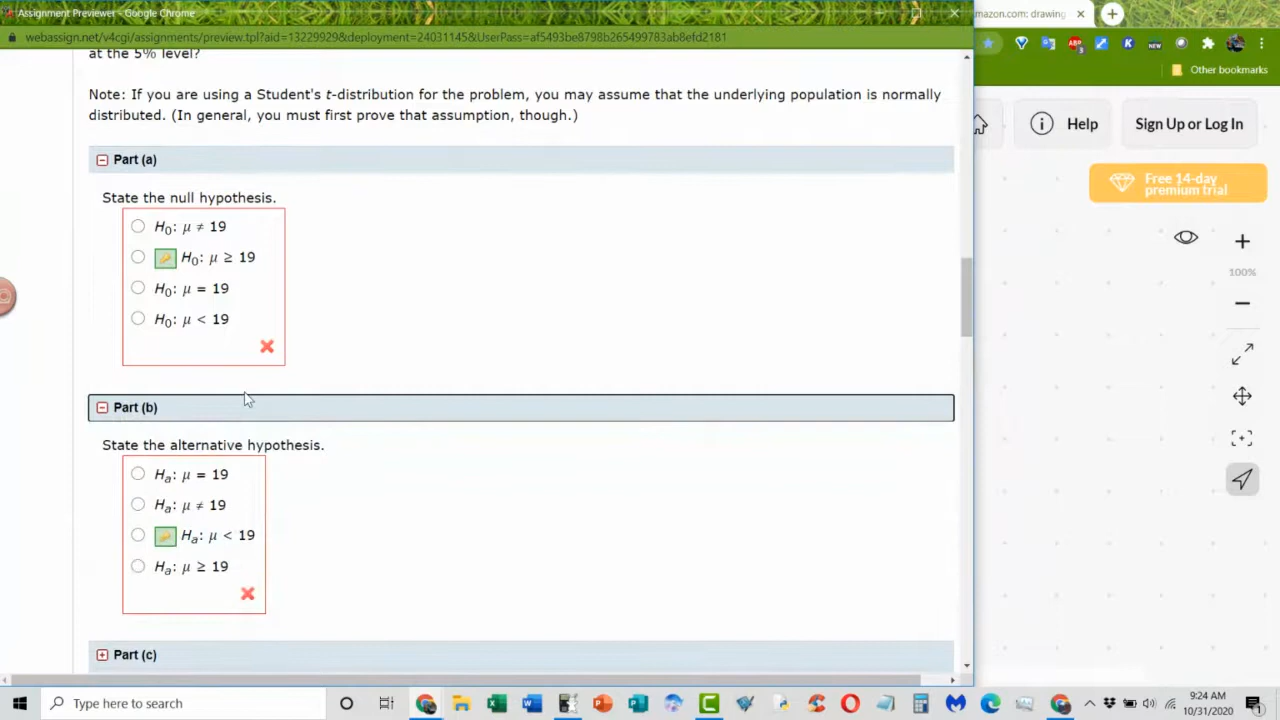 Assignment Previewer - Google Chrome
mazon.com: drawing
webassign.net/v4cgi/assignments/preview.tpl?aid=13229929&deployment=24031145&UserPass=af5493be8798b265499783ab8efd2181
at the 5% level?
NEW
Other bookmarks
Note: If you are using a Student's t-distribution for the problem, you may assume that the underlying population is normally
distributed. (In general, you must first prove that assumption, though.)
Help
Sign Up or Log In
Part (a)
Free 14-day
premium trial
State the null hypothesis.
H0: μ ≠ 19
H0: μ ≥ 19
H0: μ = 19
H0: μ < 19
100%
Part (b)
State the alternative hypothesis.
Ha: μ = 19
Ha: μ ≠ 19
Ha: μ < 19
Ha: μ ≥ 19
Part (c)
Type here to search
9:24 AM
10/31/2020